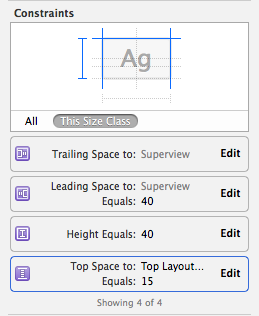 Constraints
Ag
All This Size Class
Trailing Space to: Superview Edit
Leading Space to: Superview
Equals: 40 Edit
Height Equals: 40 Edit
Top Space to: Top Layout...
Equals: 15 Edit
Showing 4 of 4